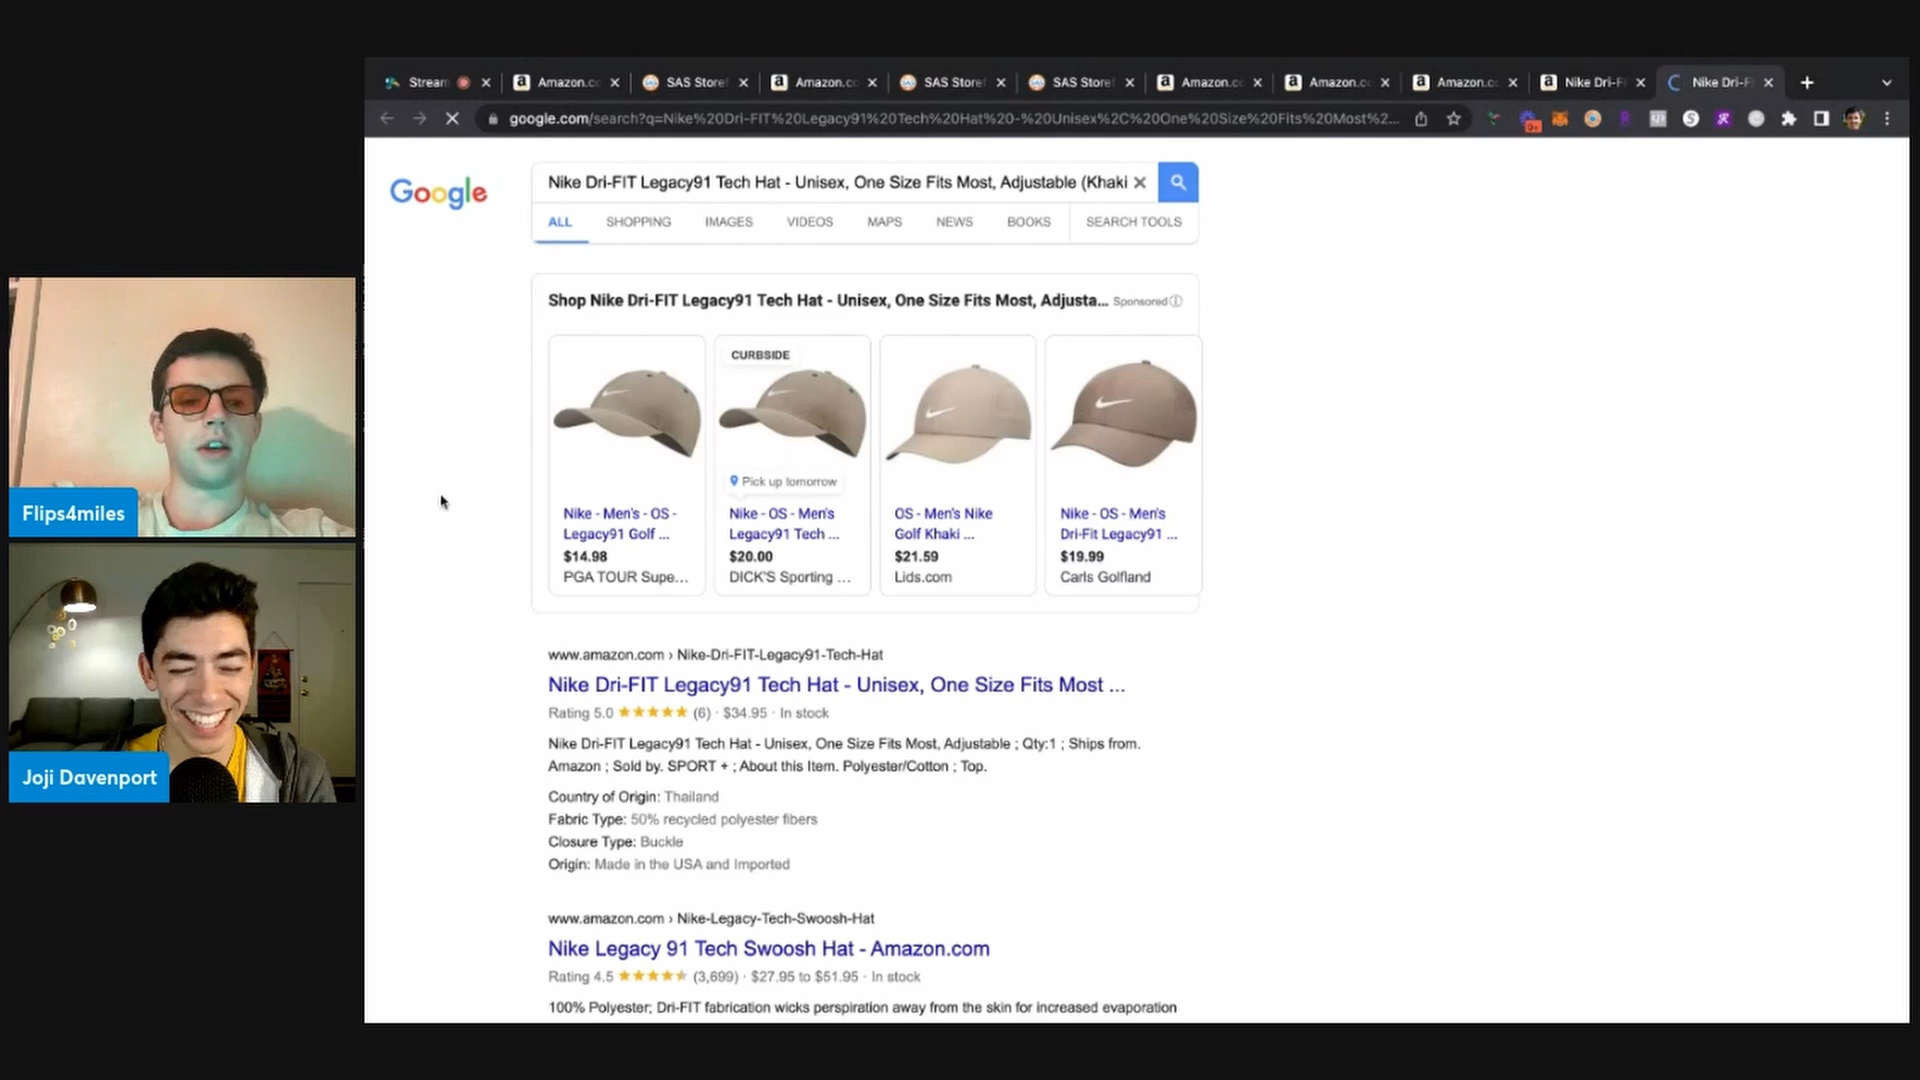 Stream
Amazon.c
SAS Store
Amazon.c
SAS Store
SAS Store
Amazon.c
Amazon.c
Amazon.c
Nike Dri-F
Nike Dri-F
google.com/search?q=Nike%20Dri-FIT%20Legacy91%20Tech%20Hat%20-%20Unisex%2C%20One%20Size%20Fits%20Most%2...
9+
Google
Nike Dri-FIT Legacy91 Tech Hat - Unisex, One Size Fits Most, Adjustable (Khaki
ALL SHOPPING IMAGES VIDEOS MAPS NEWS BOOKS SEARCH TOOLS
Shop Nike Dri-FIT Legacy91 Tech Hat - Unisex, One Size Fits Most, Adjusta... Sponsored
CURBSIDE
Pick up tomorrow
Nike - Men's - OS -
Legacy91 Golf ...
$14.98
PGA TOUR Supe...
Nike - OS - Men's
Legacy91 Tech ...
$20.00
DICK'S Sporting ...
OS - Men's Nike
Golf Khaki ...
$21.59
Lids.com
Nike - OS - Men's
Dri-Fit Legacy91 ...
$19.99
Carls Golfland
www.amazon.com › Nike-Dri-FIT-Legacy91-Tech-Hat
Nike Dri-FIT Legacy91 Tech Hat - Unisex, One Size Fits Most ...
Rating 5.0 ★★★★★ (6) · $34.95 · In stock
Nike Dri-FIT Legacy91 Tech Hat - Unisex, One Size Fits Most, Adjustable ; Qty:1 ; Ships from.
Amazon ; Sold by. SPORT + ; About this Item. Polyester/Cotton ; Top.
Country of Origin: Thailand
Fabric Type: 50% recycled polyester fibers
Closure Type: Buckle
Origin: Made in the USA and Imported
www.amazon.com › Nike-Legacy-Tech-Swoosh-Hat
Nike Legacy 91 Tech Swoosh Hat - Amazon.com
Rating 4.5 (3,699) · $27.95 to $51.95 · In stock
100% Polyester; Dri-FIT fabrication wicks perspiration away from the skin for increased evaporation
Flips4miles
Joji Davenport